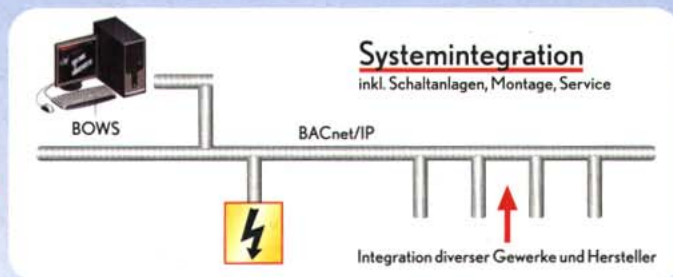 Systemintegration
inkl. Schaltanlagen, Montage, Service
BOWS
BACnet/IP
Integration diverser Gewerke und Hersteller